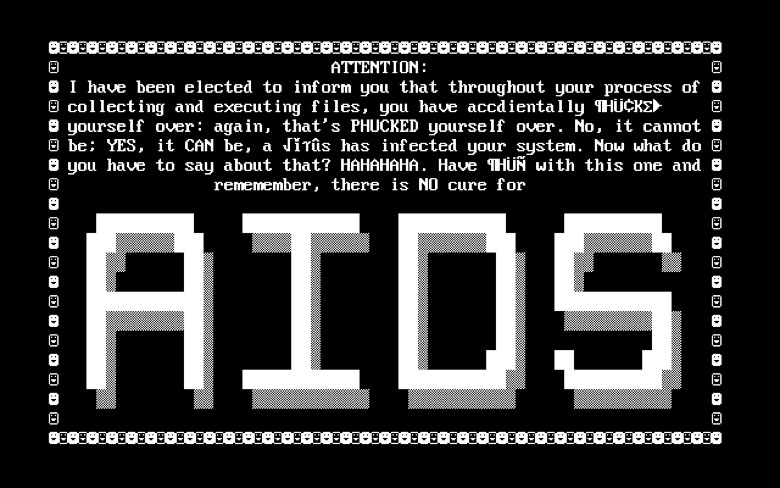 ATTENTION:
I have been elected to inform you that throughout your process of
collecting and executing files, you have accdientally ¶HÜ¢KΣ►
yourself over: again, that's PHUCKED yourself over. No, it cannot
be; YES, it CAN be, a √ìτûs has infected your system. Now what do
you have to say about that? HAHAHAHA. Have ¶HÜÑ with this one and
rememember, there is NO cure for
AIDS